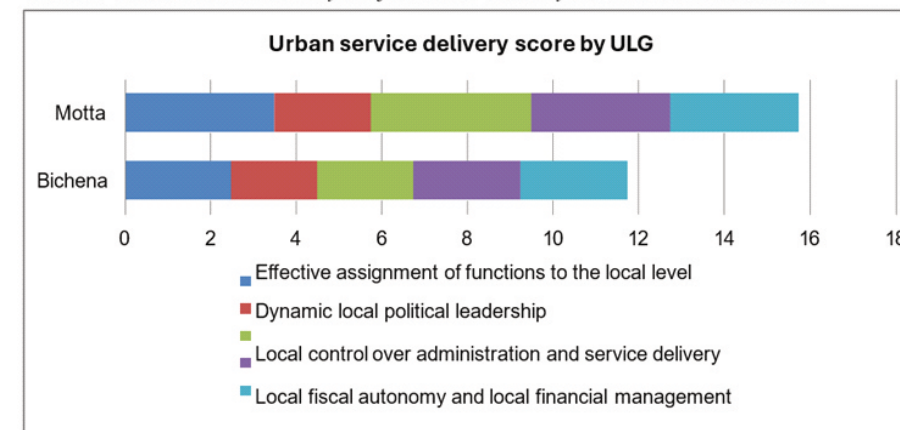 Urban service delivery score by ULG
Motta
Bichena
0 2 4 6 8 10 12 14 16 18
Effective assignment of functions to the local level
Dynamic local political leadership
Local control over administration and service delivery
Local fiscal autonomy and local financial management